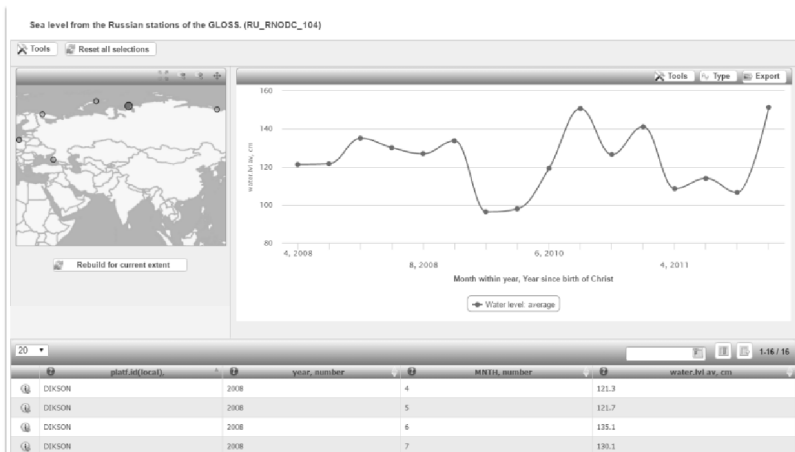 Sea level from the Russian stations of the GLOSS. (RU_RNODC_104)
Tools Reset all selections
Tools Type Export
160
140
120
100
80
water.lvl av, cm
4, 2008
8, 2008
6, 2010
4, 2011
Month within year, Year since birth of Christ
Water level. average
Rebuild for current extent
20
1-16 / 16
platf.id(local), year, number MNTH, number water.lvl av, cm
DIKSON 2008 4 121.3
DIKSON 2008 5 121.7
DIKSON 2008 6 135.1
DIKSON 2008 7 130.1